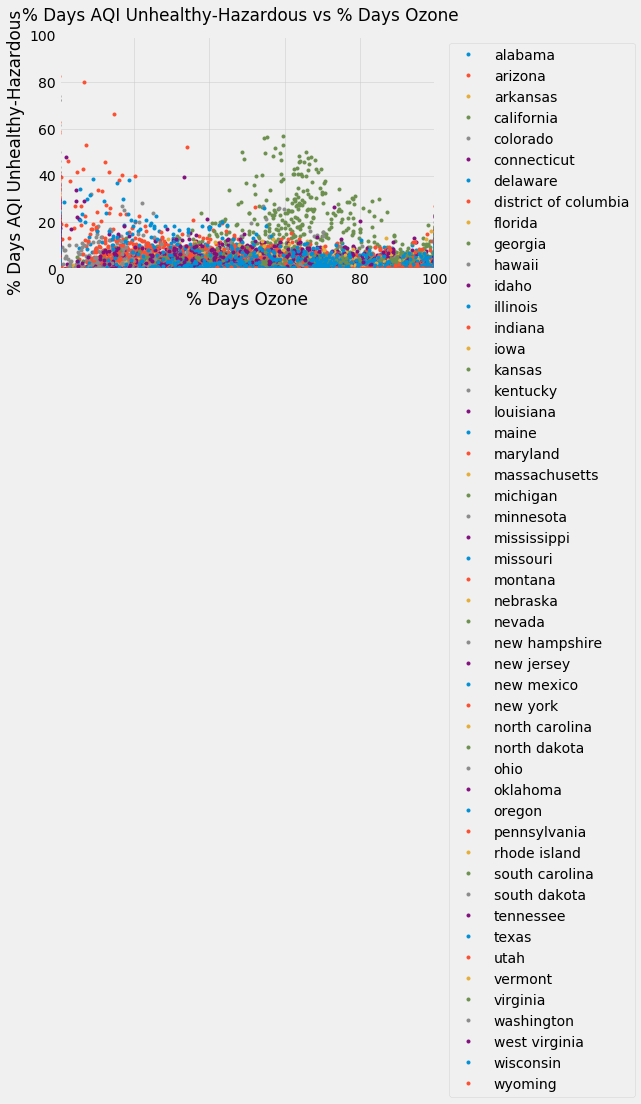 % Days AQI Unhealthy-Hazardous vs % Days Ozone
% Days AQI Unhealthy-Hazardous
100
80
60
40
20
0
0 20 40 60 80 100
% Days Ozone
alabama
arizona
arkansas
california
colorado
connecticut
delaware
district of columbia
florida
georgia
hawaii
idaho
illinois
indiana
iowa
kansas
kentucky
louisiana
maine
maryland
massachusetts
michigan
minnesota
mississippi
missouri
montana
nebraska
nevada
new hampshire
new jersey
new mexico
new york
north carolina
north dakota
ohio
oklahoma
oregon
pennsylvania
rhode island
south carolina
south dakota
tennessee
texas
utah
vermont
virginia
washington
west virginia
wisconsin
wyoming